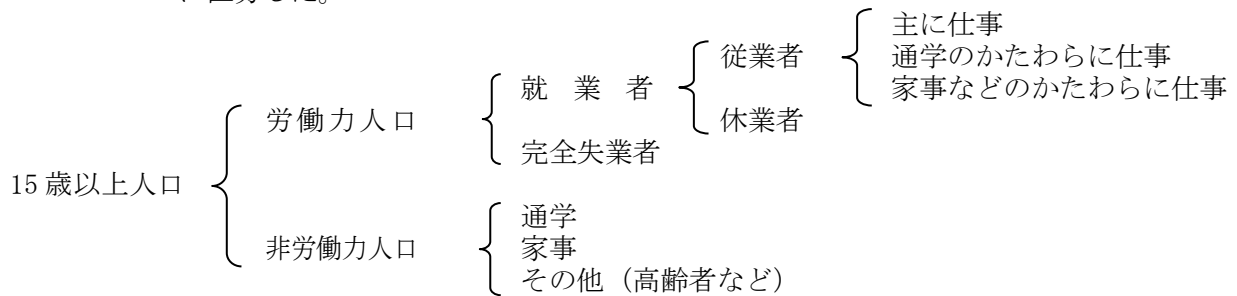 に区分した。
主に仕事
従業者
通学のかたわらに仕事
就 業 者
家事などのかたわらに仕事
労働力人口
休業者
完全失業者
15歳以上人口
通学
非労働力人口
家事
その他（高齢者など）